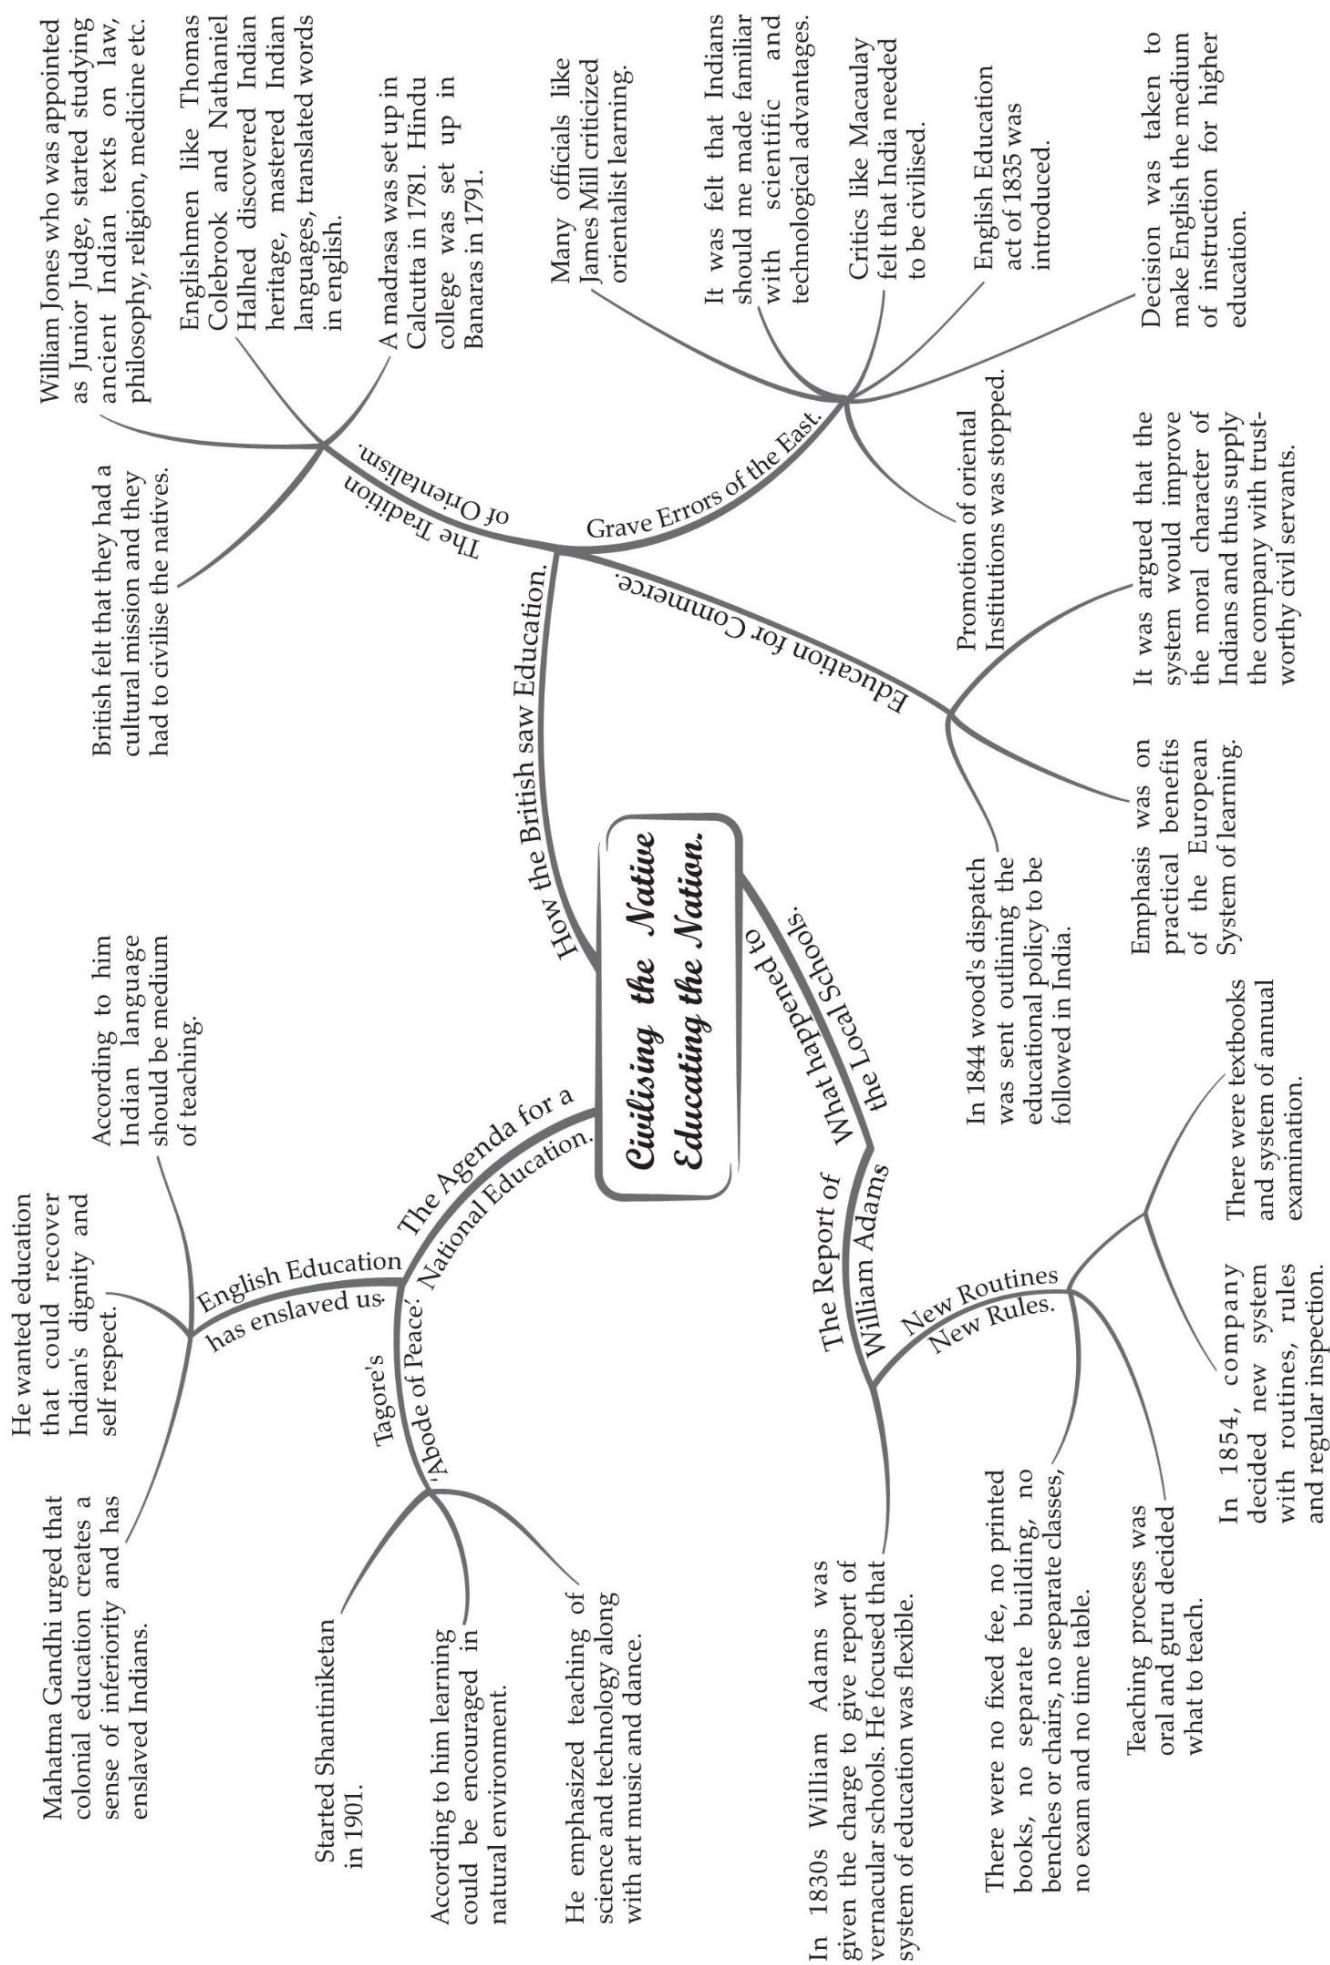 Civilising the Native
Educating the Nation.
How the British saw Education.
The Tradition
of Orientalism.
British felt that they had a
cultural mission and they
had to civilise the natives.
William Jones who was appointed
as Junior Judge, started studying
ancient Indian texts on law,
philosophy, religion, medicine etc.
Englishmen like Thomas
Colebrook and Nathaniel
Halhed discovered Indian
heritage, mastered Indian
languages, translated words
in english.
A madrasa was set up in
Calcutta in 1781. Hindu
college was set up in
Banaras in 1791.
Grave Errors of the East.
Many officials like
James Mill criticized
orientalist learning.
It was felt that Indians
should me made familiar
with scientific and
technological advantages.
Critics like Macaulay
felt that India needed
to be civilised.
English Education
act of 1835 was
introduced.
Decision was taken to
make English the medium
of instruction for higher
education.
Promotion of oriental
Institutions was stopped.
Education for Commerce.
In 1844 wood's dispatch
was sent outlining the
educational policy to be
followed in India.
Emphasis was on
practical benefits
of the European
System of learning.
It was argued that the
system would improve
the moral character of
Indians and thus supply
the company with trust-
worthy civil servants.
What happened to
the Local Schools.
The Report of
William Adams
In 1830s William Adams was
given the charge to give report of
vernacular schools. He focused that
system of education was flexible.
New Routines
New Rules.
There were no fixed fee, no printed
books, no separate building, no
benches or chairs, no separate classes,
no exam and no time table.
Teaching process was
oral and guru decided
what to teach.
In 1854, company
decided new system
with routines, rules
and regular inspection.
There were textbooks
and system of annual
examination.
The Agenda for a
National Education.
English Education
has enslaved us.
Mahatma Gandhi urged that
colonial education creates a
sense of inferiority and has
enslaved Indians.
He wanted education
that could recover
Indian's dignity and
self respect.
According to him
Indian language
should be medium
of teaching.
Tagore's
'Abode of Peace'.
Started Shantiniketan
in 1901.
According to him learning
could be encouraged in
natural environment.
He emphasized teaching of
science and technology along
with art music and dance.